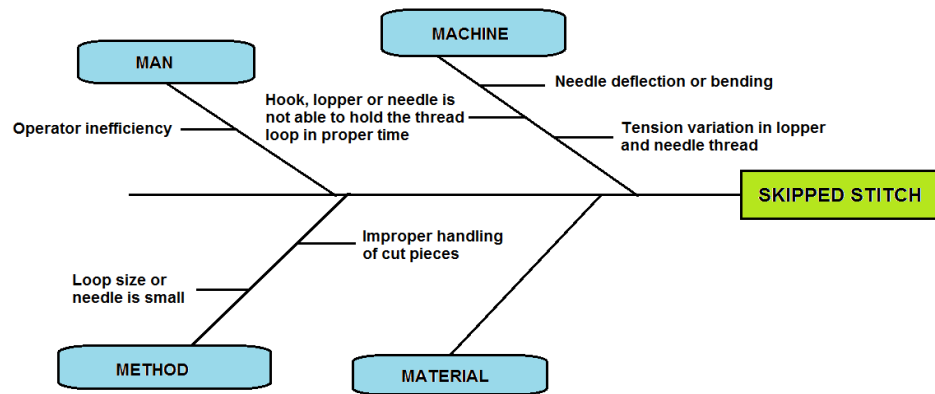 MACHINE
MAN
Needle deflection or bending
Hook, lopper or needle is
not able to hold the thread
loop in proper time
Operator inefficiency
Tension variation in lopper
and needle thread
SKIPPED STITCH
Improper handling
of cut pieces
Loop size or
needle is small
METHOD
MATERIAL